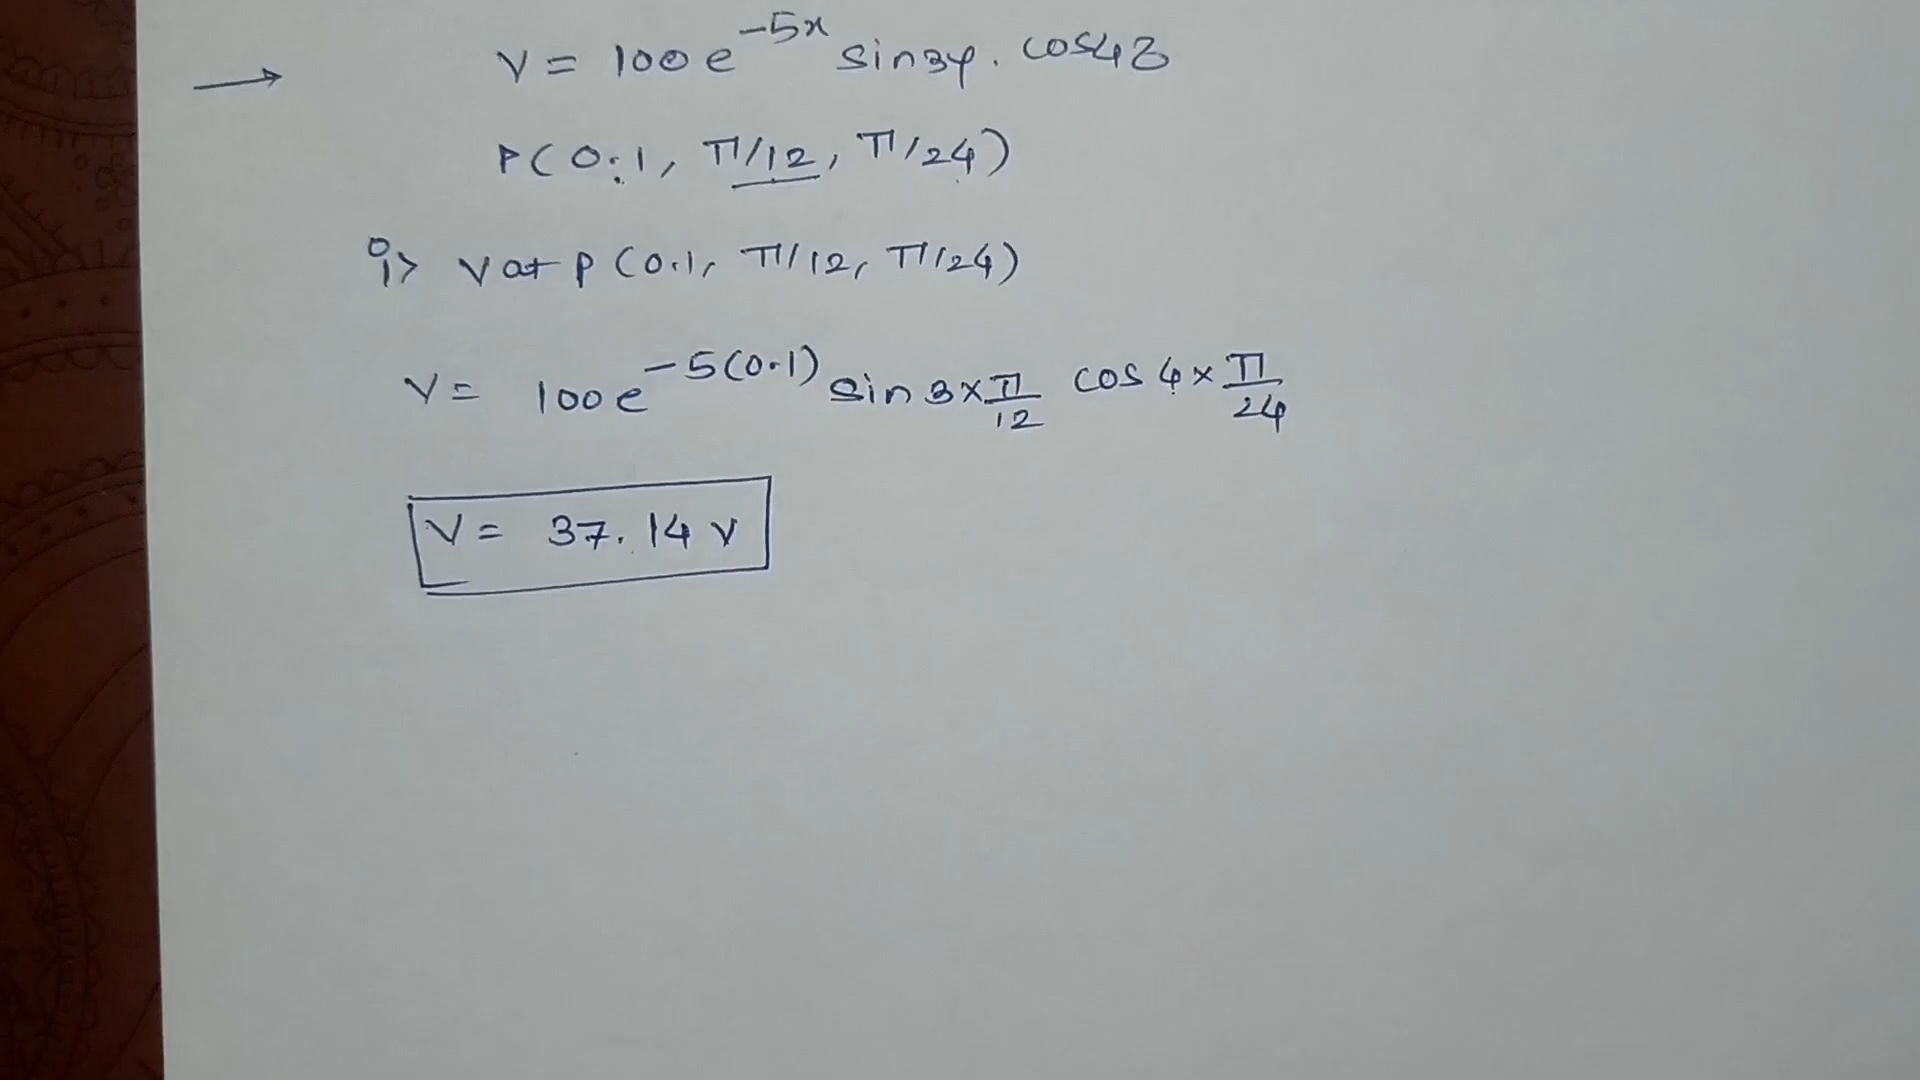 → V = 100 e^{-5x} sin3y . cos4z
P(0.1, π/12, π/24)
i> V at P (0.1, π/12, π/24)
V = 100 e^{-5(0.1)} sin 3 × π/12 cos 4 × π/24
V = 37.14 V